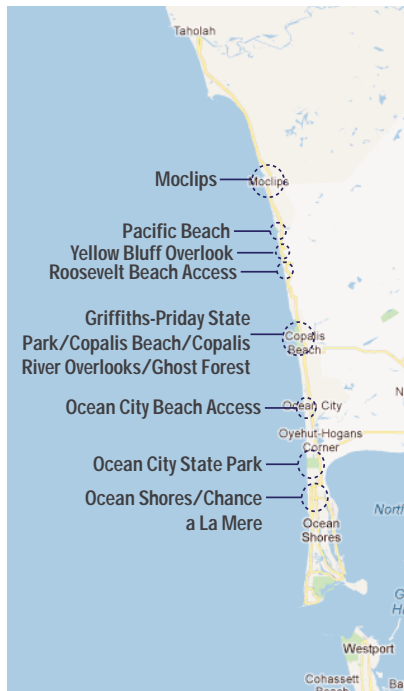 Taholah
Moclips
Moclips
Pacific Beach
Yellow Bluff Overlook
Roosevelt Beach Access
Griffiths-Priday State
Park/Copalis Beach/Copalis
River Overlooks/Ghost Forest
Copalis
Beach
Ocean City Beach Access
Ocean City
N
Oyehut-Hogans
Corner
Ocean City State Park
Ocean Shores/Chance
a La Mere
North
Ocean
Shores
G
H
Westport
Cohassett
Beach
Ba